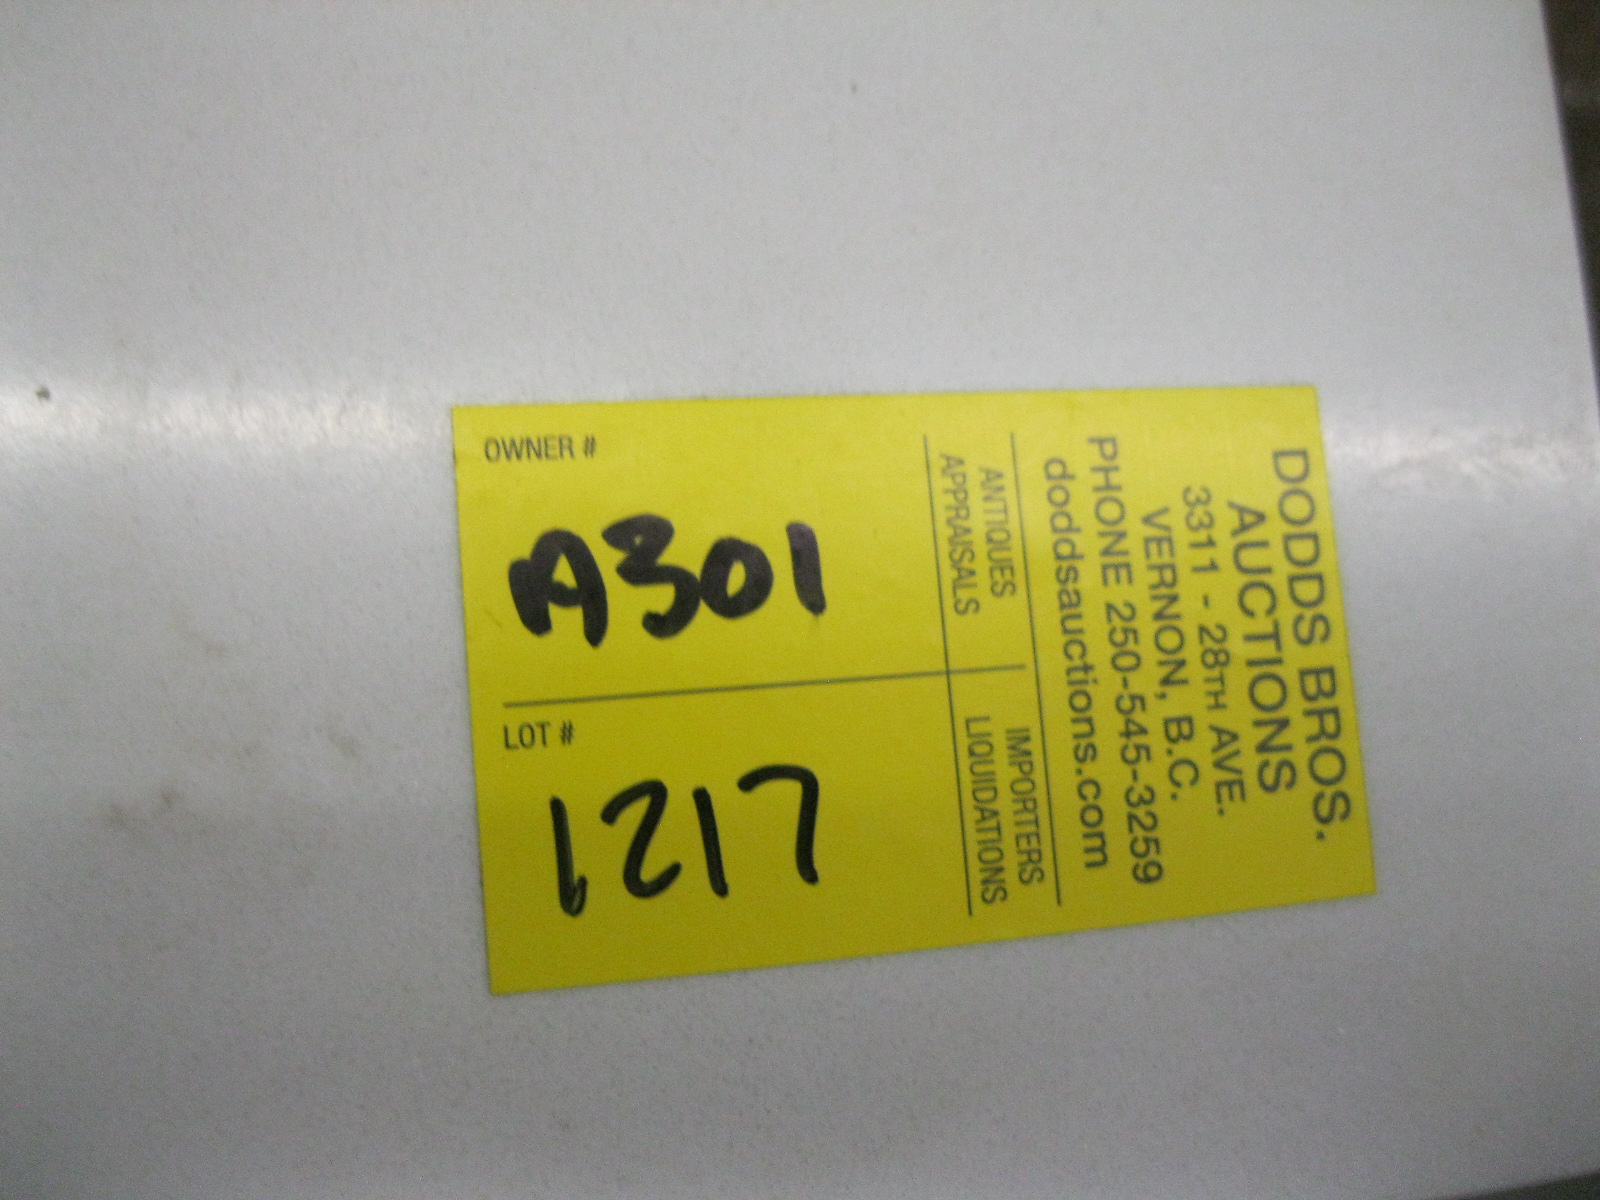 DODDS BROS.
AUCTIONS
3311 - 28TH AVE.
VERNON, B.C.
PHONE 250-545-3259
doddsauctions.com
ANTIQUES
APPRAISALS
IMPORTERS
LIQUIDATIONS
OWNER #
A301
LOT #
1217